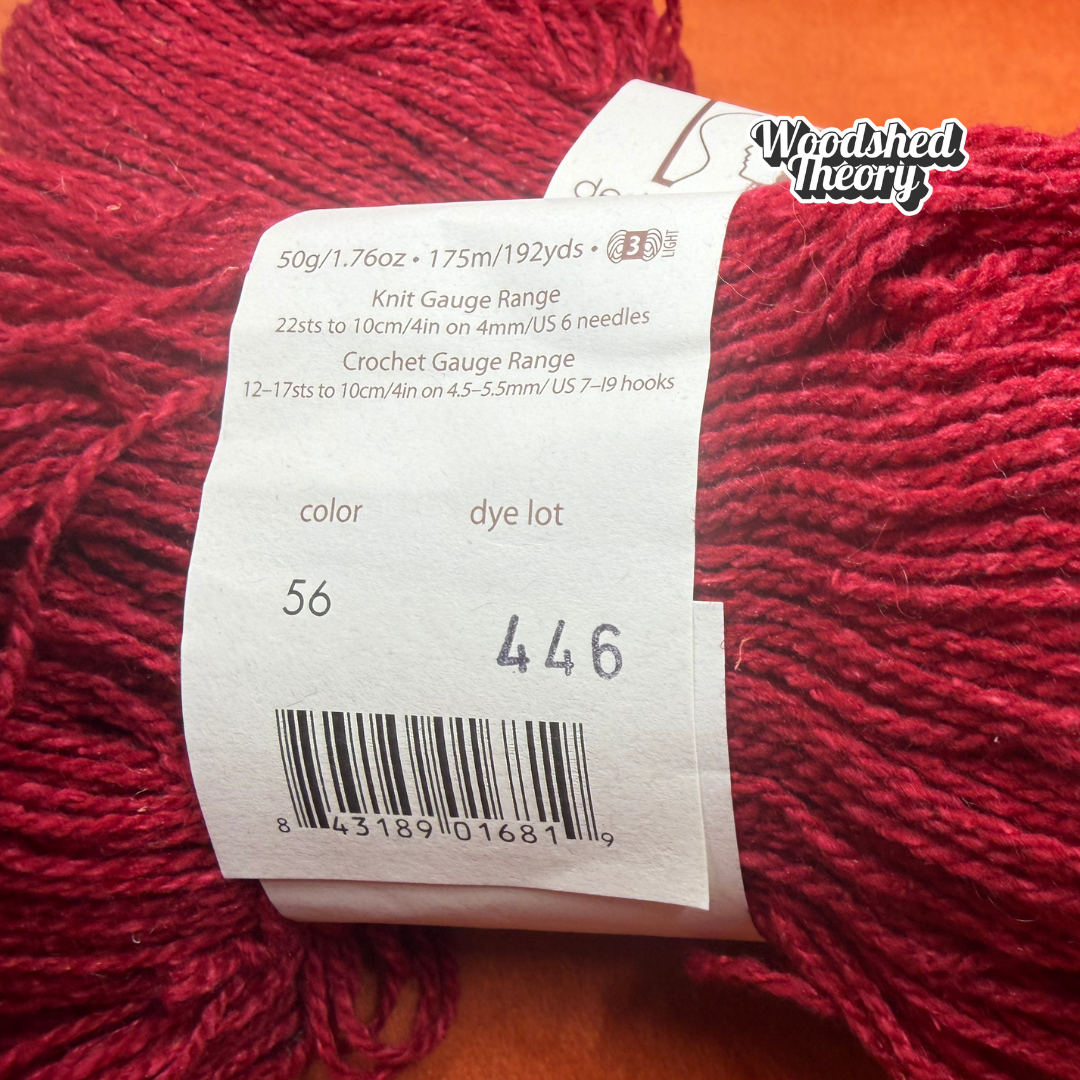 Woodshed
Theory
50g/1.76oz • 175m/192yds • 3 LIGHT
Knit Gauge Range
22sts to 10cm/4in on 4mm/US 6 needles
Crochet Gauge Range
12–17sts to 10cm/4in on 4.5–5.5mm/ US 7–I9 hooks
color dye lot
56
446
8 43189 01681 9